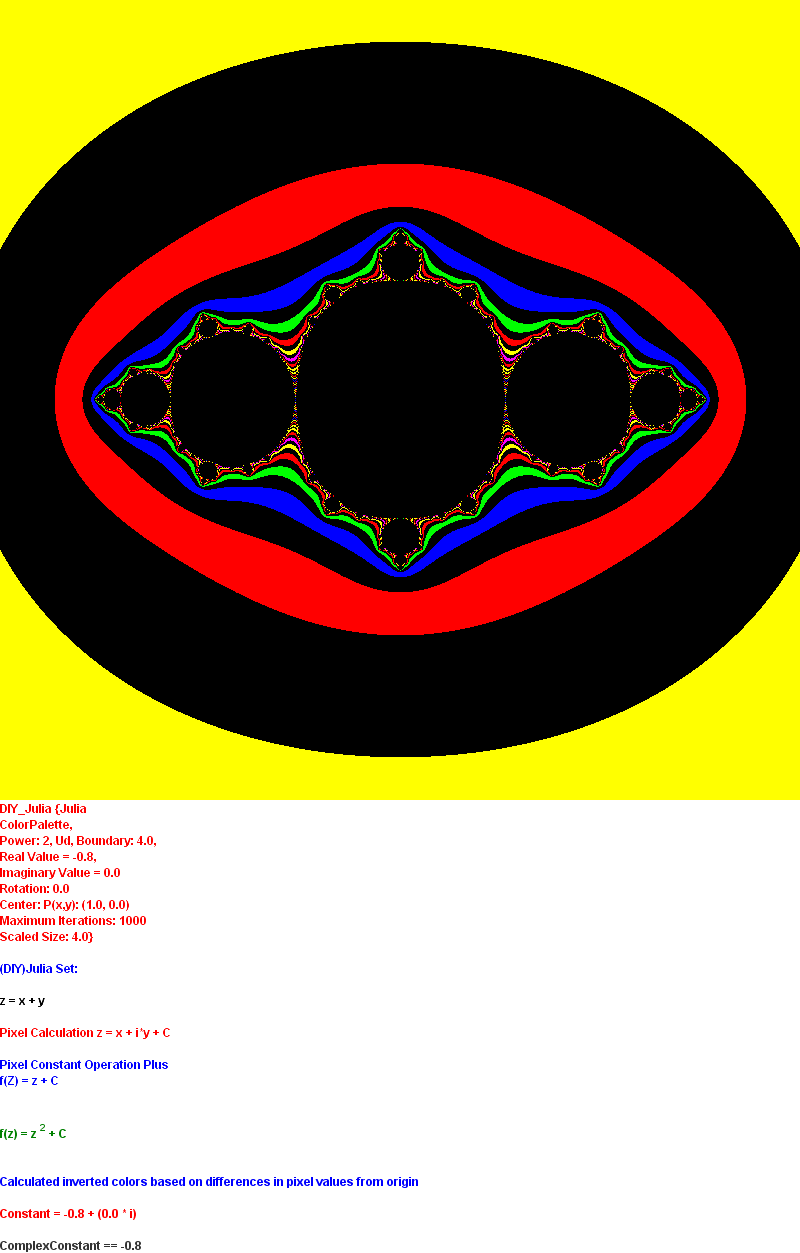 DIY_Julia {Julia
ColorPalette,
Power: 2, Ud, Boundary: 4.0,
Real Value = -0.8,
Imaginary Value = 0.0
Rotation: 0.0
Center: P(x,y): (1.0, 0.0)
Maximum Iterations: 1000
Scaled Size: 4.0}
(DIY)Julia Set:
z = x + y
Pixel Calculation z = x + i*y + C
Pixel Constant Operation Plus
f(Z) = z + C
f(z) = z 2 + C
Calculated inverted colors based on differences in pixel values from origin
Constant = -0.8 + (0.0 * i)
ComplexConstant == -0.8